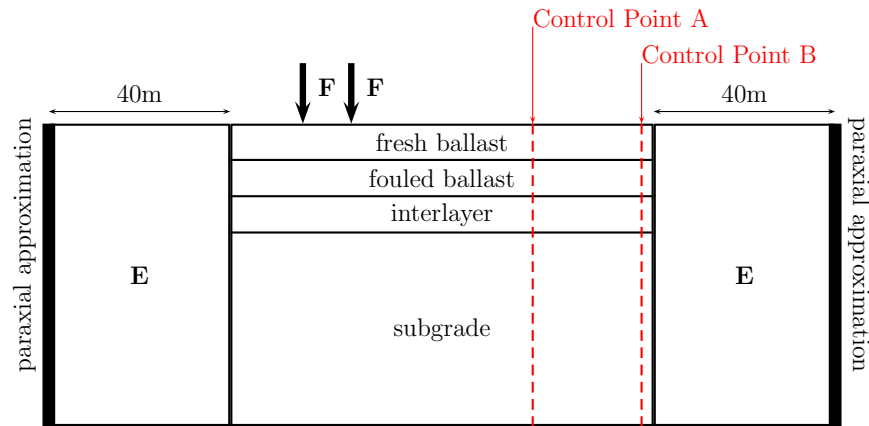 Control Point A
Control Point B
F F
40m
40m
paraxial approximation
fresh ballast
fouled ballast
interlayer
E
subgrade
E
paraxial approximation